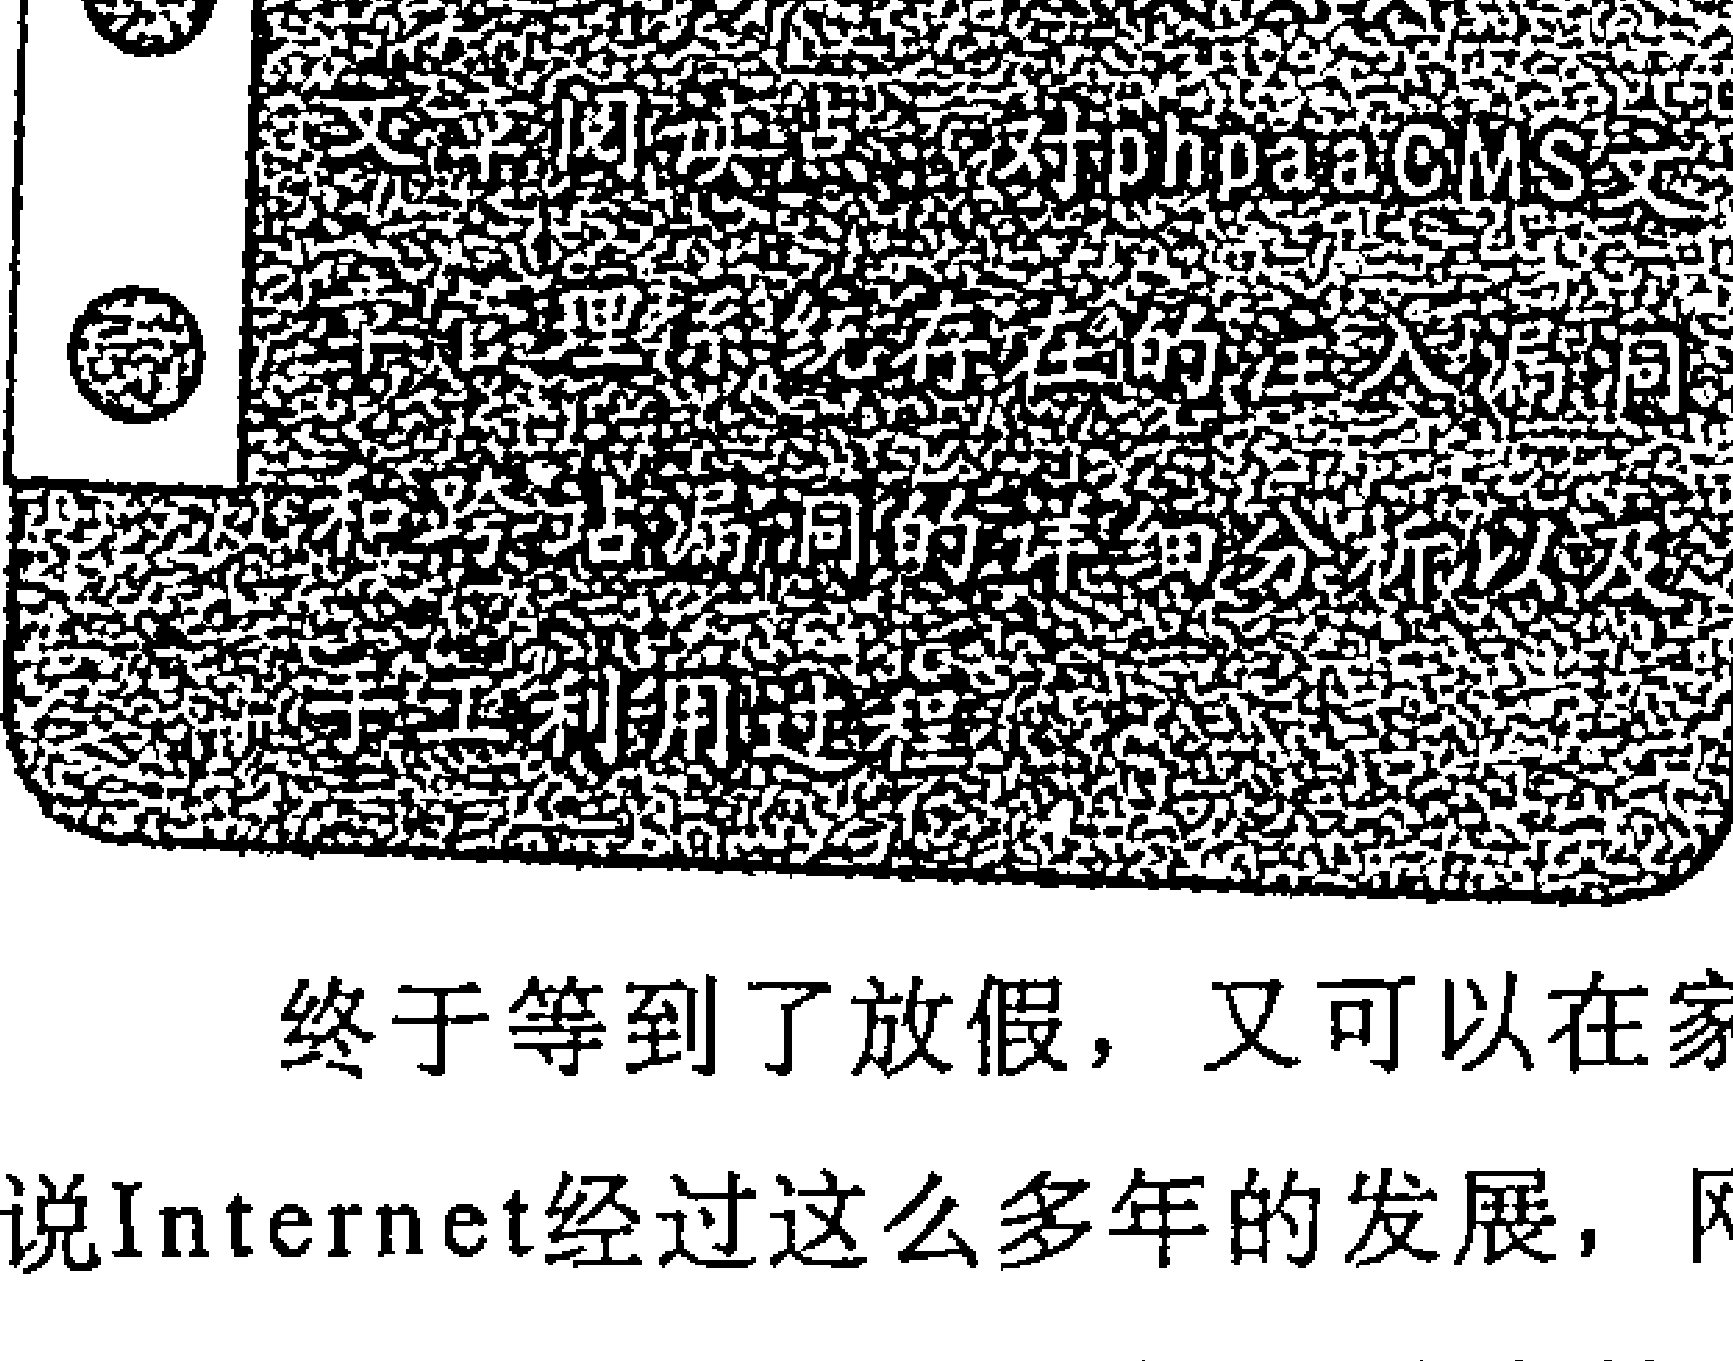 文章阅读点：对phpaaCMS文
章管理系统存在的注入漏洞
和跨站漏洞的详细分析以及
手工利用过程
终于等到了放假，又可以在家
说Internet经过这么多年的发展，网